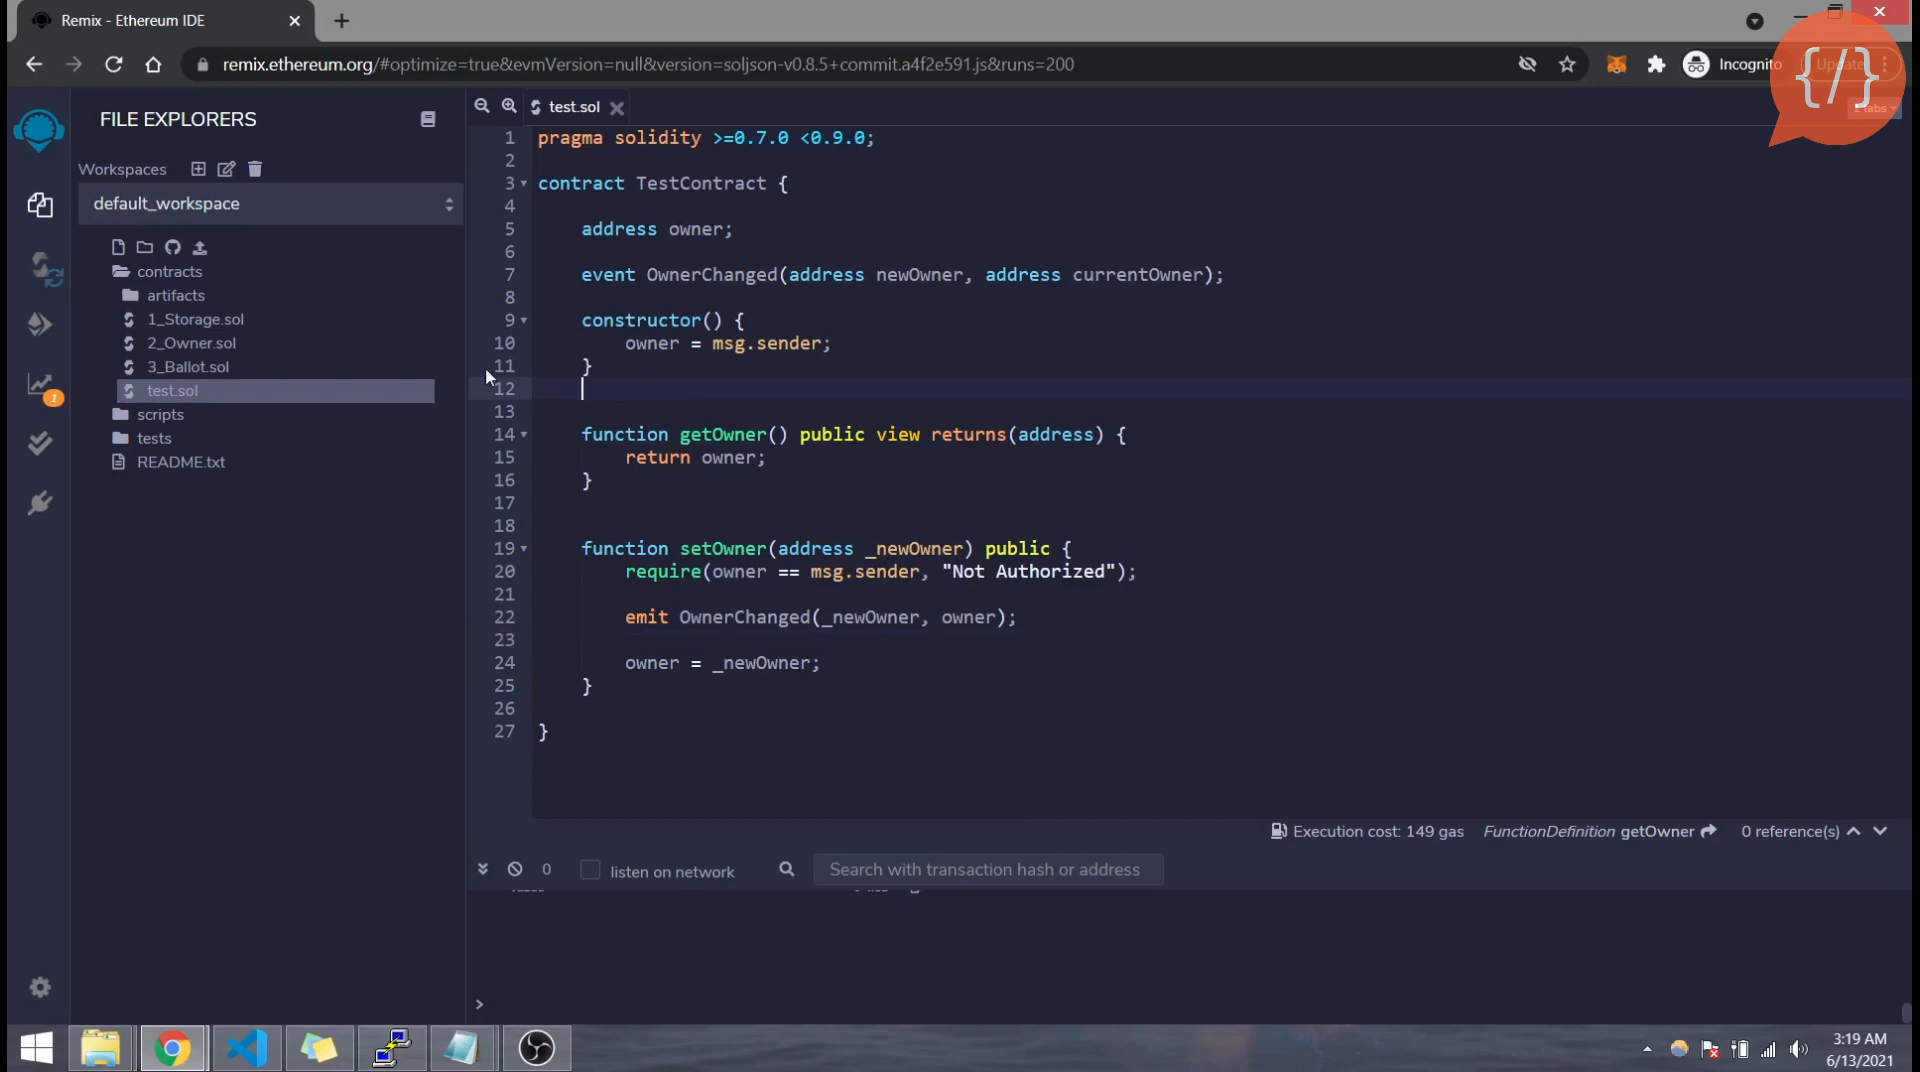 Remix - Ethereum IDE
remix.ethereum.org/#optimize=true&evmVersion=null&version=soljson-v0.8.5+commit.a4f2e591.js&runs=200
Incognito
Update
{/}
FILE EXPLORERS
Workspaces
default_workspace
contracts
artifacts
1_Storage.sol
2_Owner.sol
3_Ballot.sol
test.sol
scripts
tests
README.txt
1
test.sol
1 pragma solidity >=0.7.0 <0.9.0;
2
3 contract TestContract {
4
5 address owner;
6
7 event OwnerChanged(address newOwner, address currentOwner);
8
9 constructor() {
10 owner = msg.sender;
11 }
12
13
14 function getOwner() public view returns(address) {
15 return owner;
16 }
17
18
19 function setOwner(address _newOwner) public {
20 require(owner == msg.sender, "Not Authorized");
21
22 emit OwnerChanged(_newOwner, owner);
23
24 owner = _newOwner;
25 }
26
27 }
Execution cost: 149 gas FunctionDefinition getOwner 0 reference(s)
0 listen on network Search with transaction hash or address
>
3:19 AM
6/13/2021